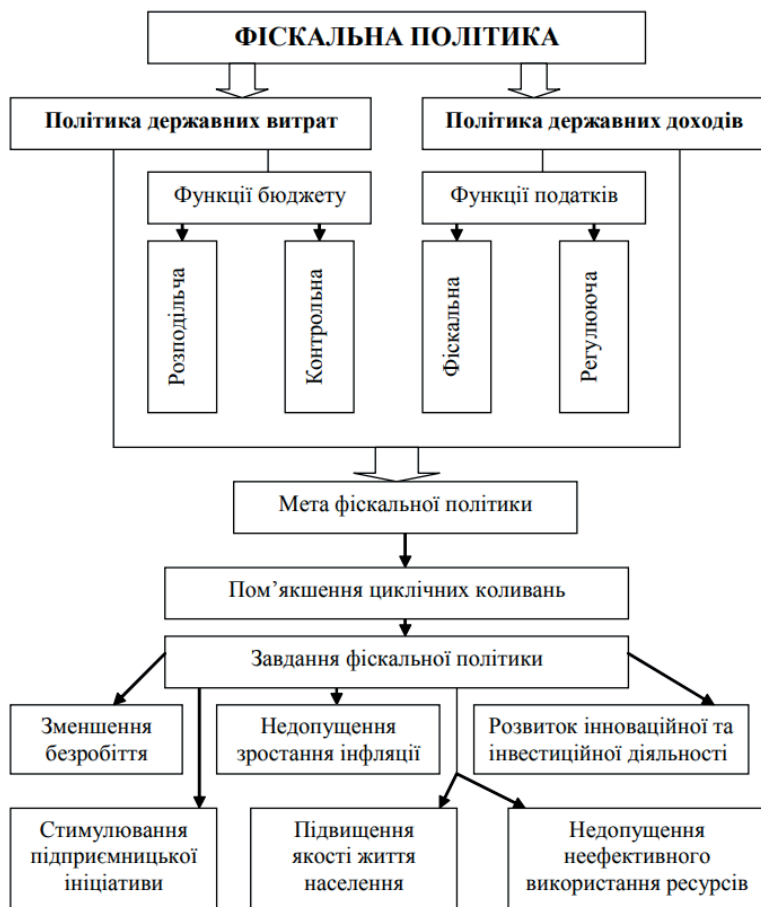 ФІСКАЛЬНА ПОЛІТИКА
Політика державних витрат
Політика державних доходів
Функції бюджету
Функції податків
Розподільча
Контрольна
Фіскальна
Регулююча
Мета фіскальної політики
Пом’якшення циклічних коливань
Завдання фіскальної політики
Зменшення
безробіття
Недопущення
зростання інфляції
Розвиток інноваційної та
інвестиційної діяльності
Стимулювання
підприємницької
ініціативи
Підвищення
якості життя
населення
Недопущення
неефективного
використання ресурсів